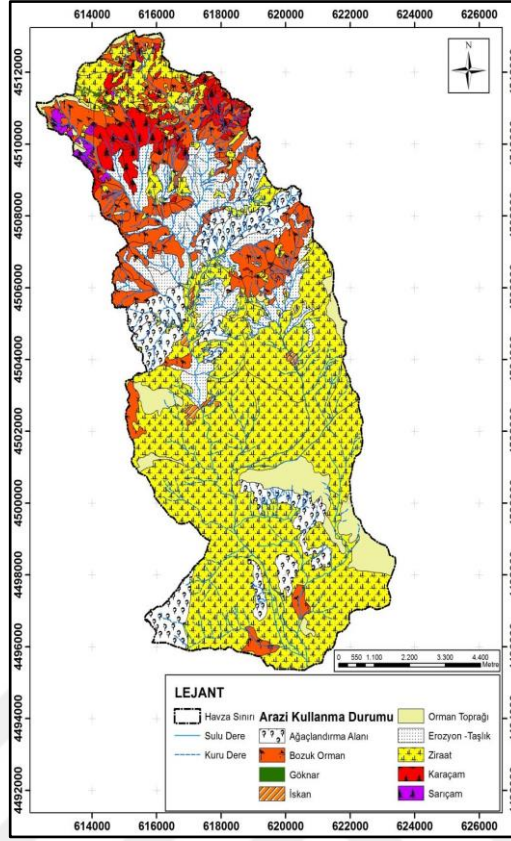 614000 616000 618000 620000 622000 624000 626000
N
4512000
4510000
4508000
4506000
4504000
4502000
4500000
4498000
4496000
4494000
4492000
0 550 1.100 2.200 3.300 4.400
Metre
LEJANT
Havza Sınırı
Sulu Dere
Kuru Dere
Arazi Kullanma Durumu
Ağaçlandırma Alanı
Bozuk Orman
Göknar
İskan
Orman Toprağı
Erozyon -Taşlık
Ziraat
Karaçam
Sarıçam
614000 616000 618000 620000 622000 624000 626000